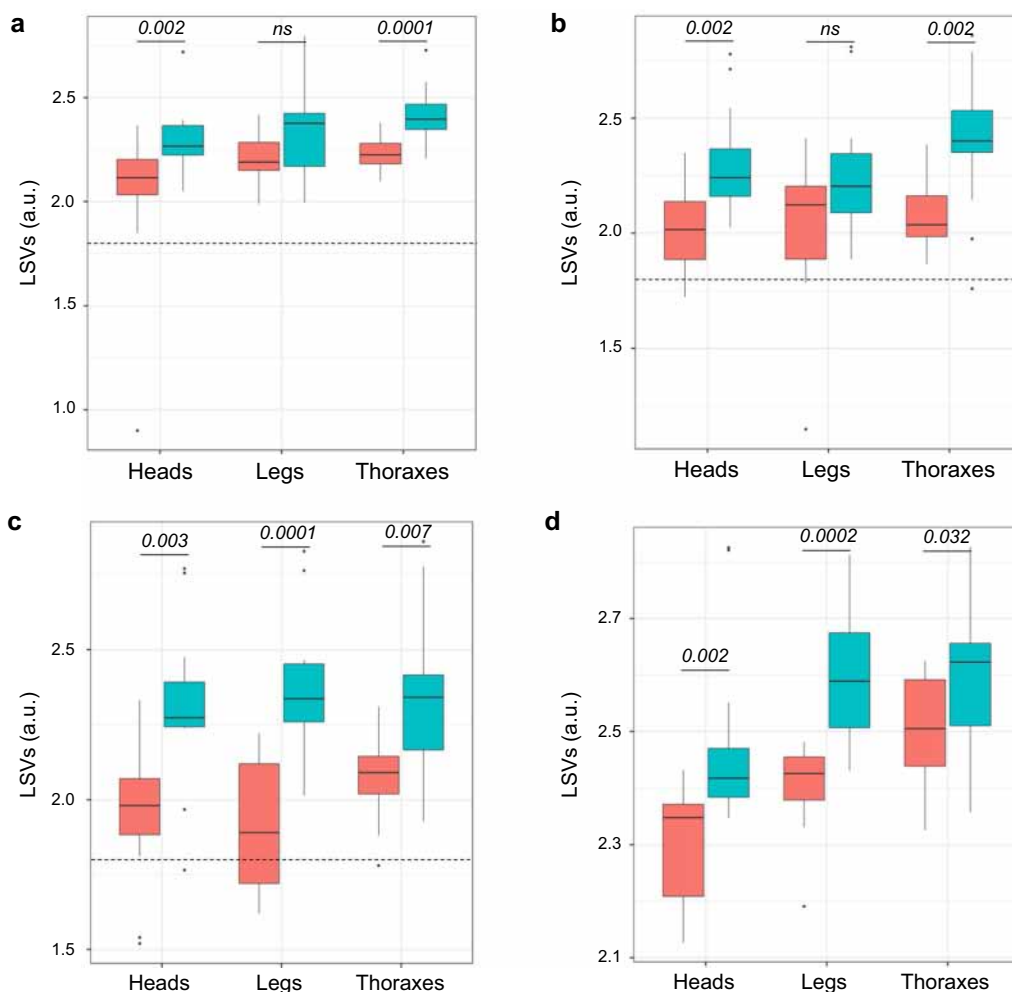 a
0.002 ns 0.0001
LSVs (a.u.)
2.5
2.0
1.5
1.0
Heads Legs Thoraxes
b
0.002 ns 0.002
LSVs (a.u.)
2.5
2.0
1.5
Heads Legs Thoraxes
c
0.003 0.0001 0.007
LSVs (a.u.)
2.5
2.0
1.5
Heads Legs Thoraxes
d
0.002 0.0002 0.032
LSVs (a.u.)
2.7
2.5
2.3
2.1
Heads Legs Thoraxes